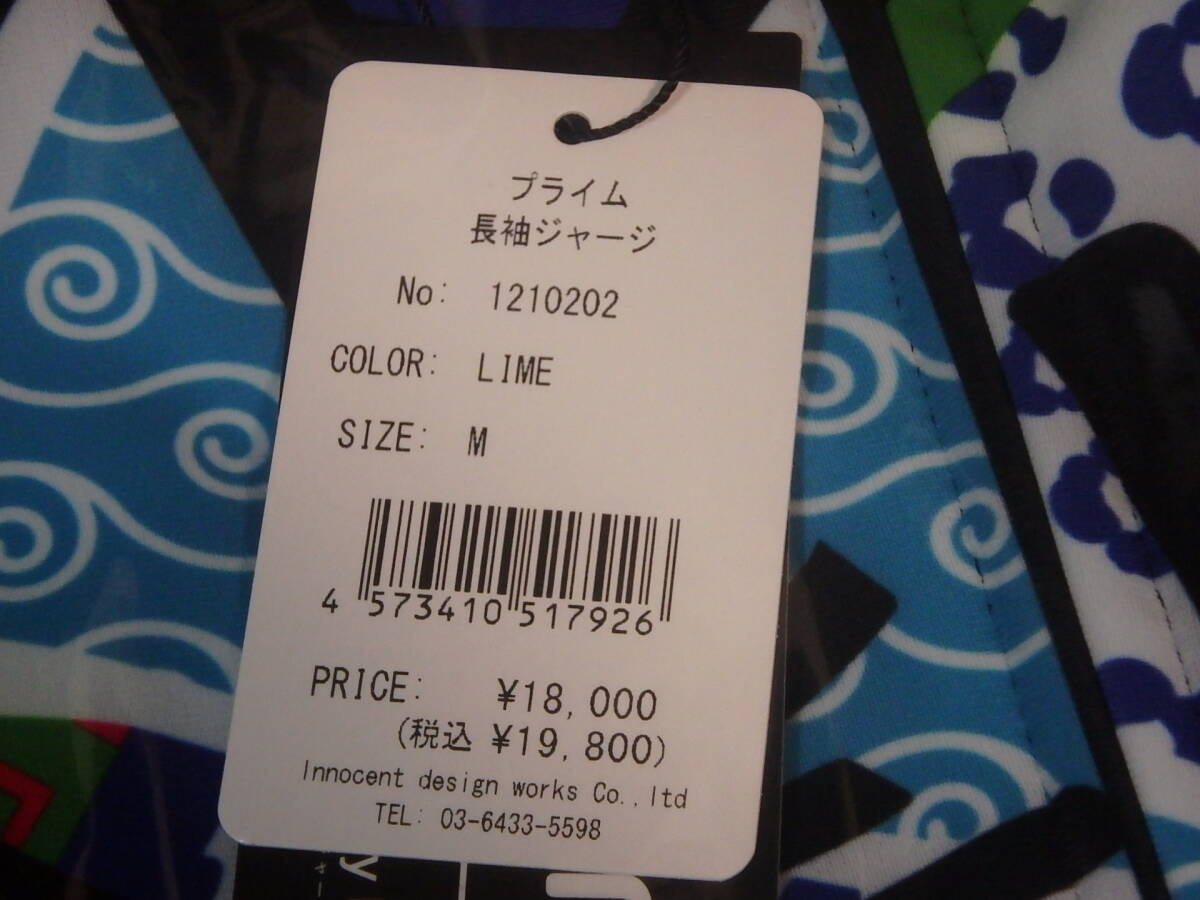 プライム
長袖ジャージ
No: 1210202
COLOR: LIME
SIZE: M
4 573410 517926
PRICE: ¥18,000
(税込 ¥19,800)
Innocent design works Co.,ltd
TEL: 03-6433-5598
y